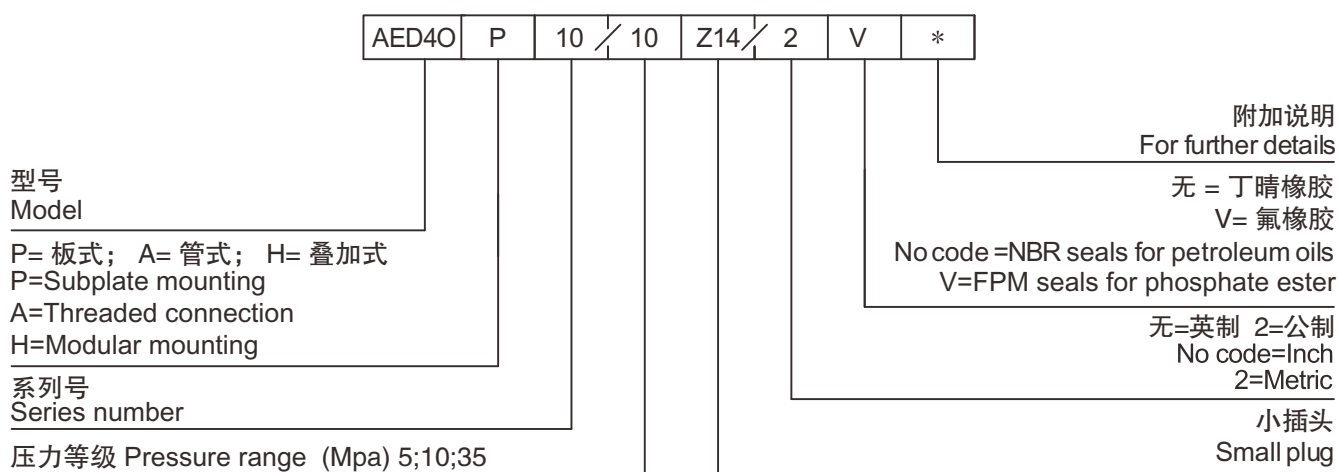 AED4O P 10 / 10 Z14 / 2 V *
型号
Model
P= 板式； A= 管式； H= 叠加式
P=Subplate mounting
A=Threaded connection
H=Modular mounting
系列号
Series number
压力等级 Pressure range (Mpa) 5;10;35
附加说明
For further details
无 = 丁晴橡胶
V= 氟橡胶
No code =NBR seals for petroleum oils
V=FPM seals for phosphate ester
无=英制 2=公制
No code=Inch
2=Metric
小插头
Small plug